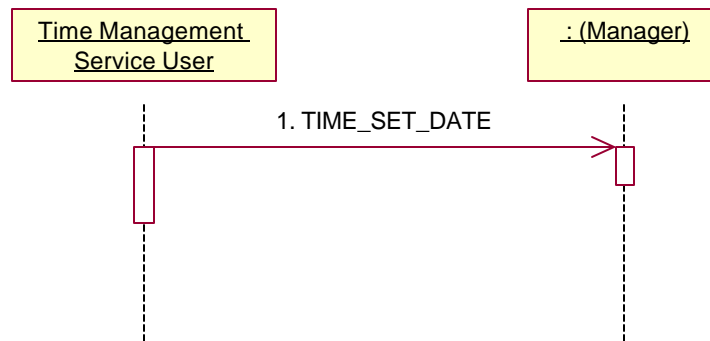 Time Management
Service User
: (Manager)
1. TIME_SET_DATE